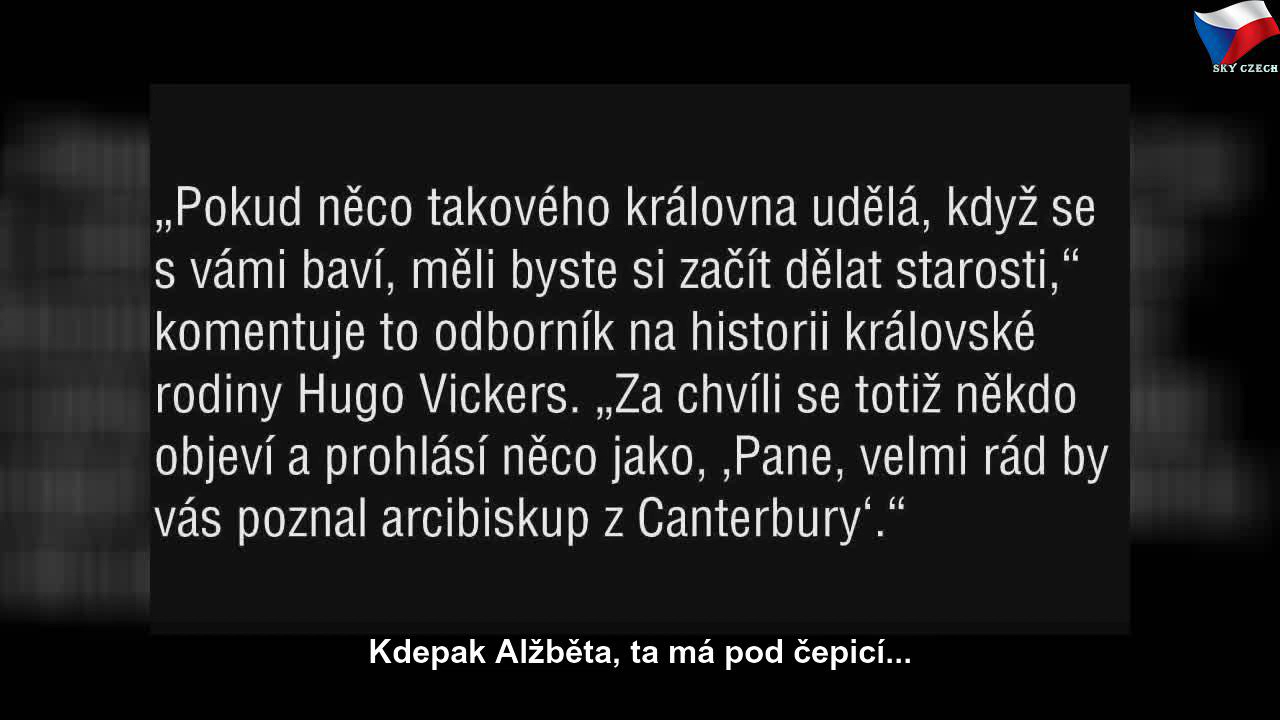 SKY CZECH
„Pokud něco takového královna udělá, když se
s vámi baví, měli byste si začít dělat starosti,“
komentuje to odborník na historii královské
rodiny Hugo Vickers. „Za chvíli se totiž někdo
objeví a prohlásí něco jako, ‚Pane, velmi rád by
vás poznal arcibiskup z Canterbury‘.“
Kdepak Alžběta, ta má pod čepicí...